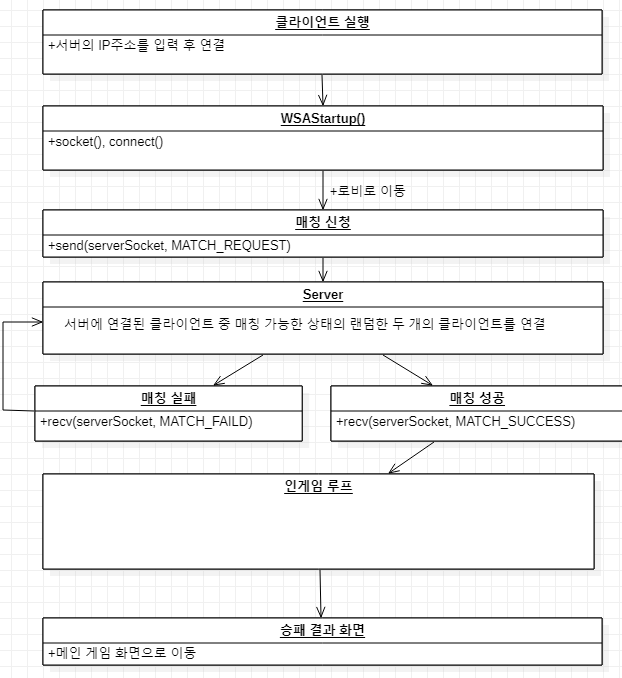 클라이언트 실행
+서버의 IP주소를 입력 후 연결
WSAStartup()
+socket(), connect()
+로비로 이동
매칭 신청
+send(serverSocket, MATCH_REQUEST)
Server
서버에 연결된 클라이언트 중 매칭 가능한 상태의 랜덤한 두 개의 클라이언트를 연결
매칭 실패
+recv(serverSocket, MATCH_FAILD)
매칭 성공
+recv(serverSocket, MATCH_SUCCESS)
인게임 루프
승패 결과 화면
+메인 게임 화면으로 이동